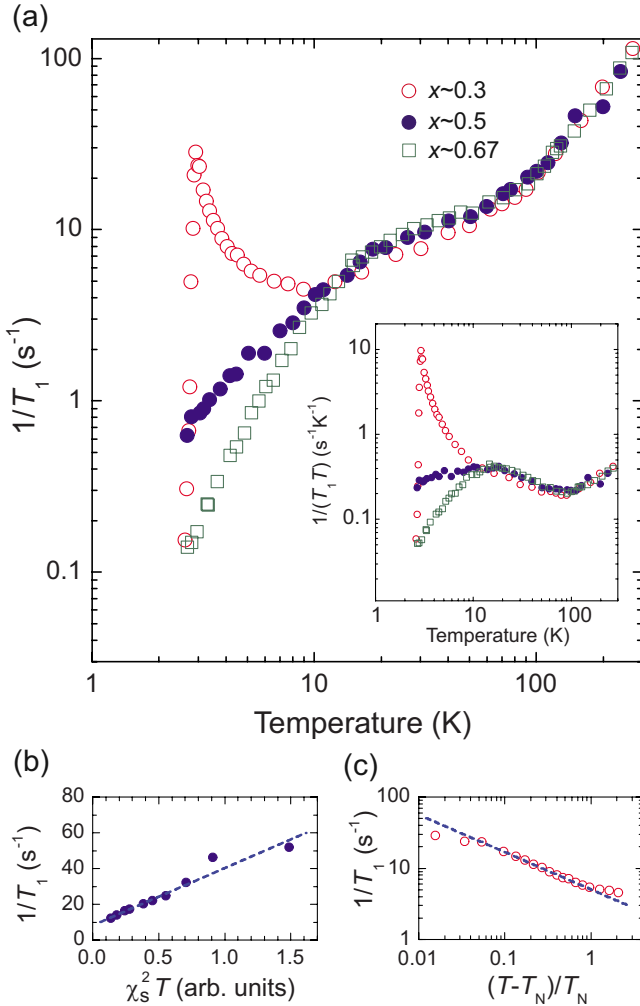 (a)
100
10
1
0.1
1/T₁ (s⁻¹)
x~0.3
x~0.5
x~0.67
10
1
0.1
1/(T₁T) (s⁻¹K⁻¹)
1 10 100
Temperature (K)
1 10 100
Temperature (K)
(b)
80
60
40
20
0
1/T₁ (s⁻¹)
0.0 0.5 1.0 1.5
χₛ² T (arb. units)
(c)
100
10
1
1/T₁ (s⁻¹)
0.01 0.1 1
(T-T_N)/T_N